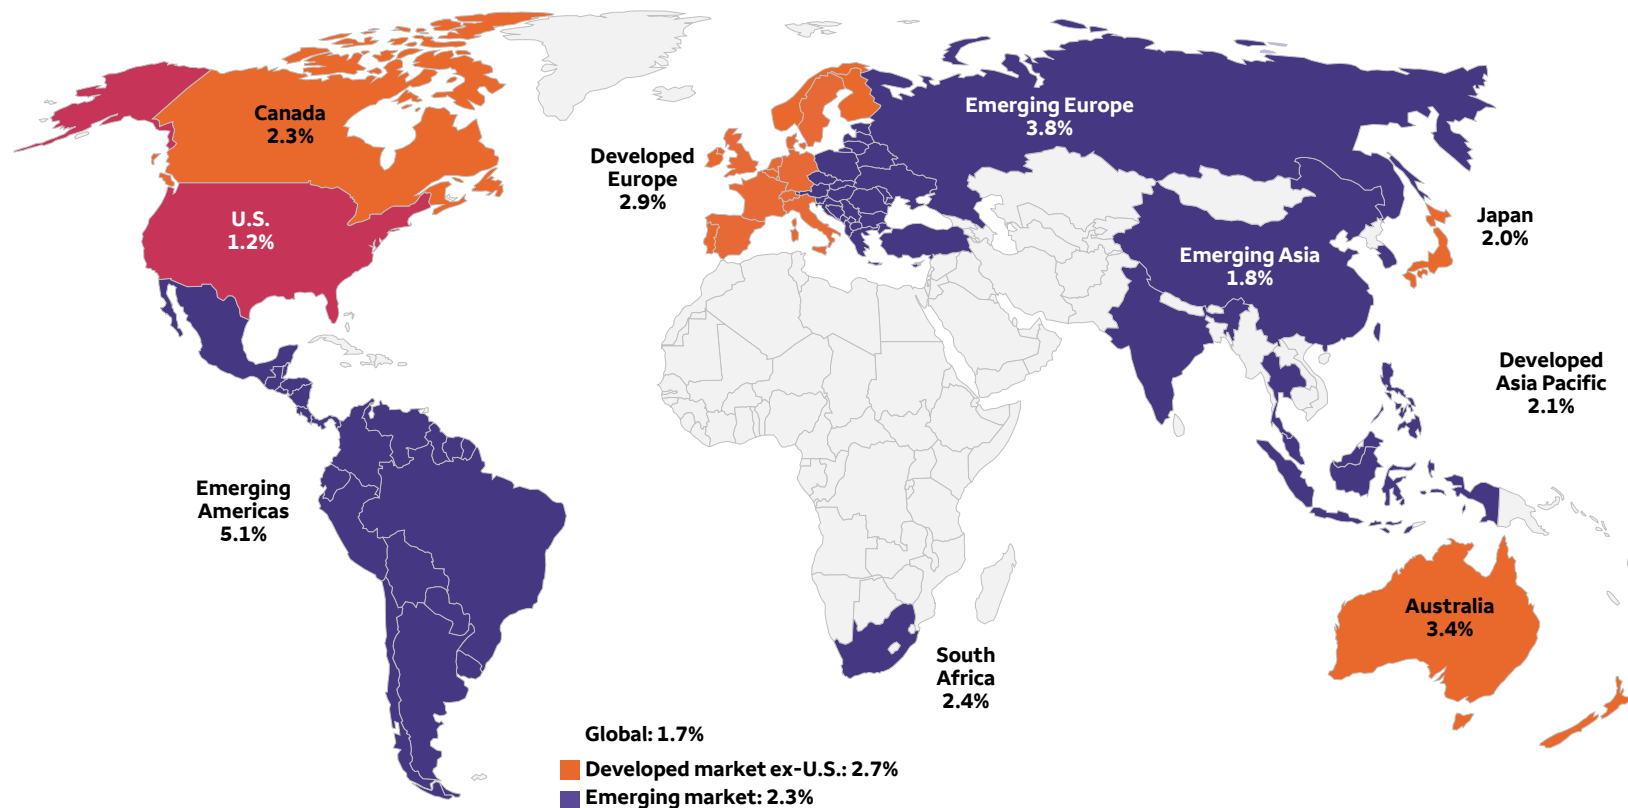 Canada
2.3%
U.S.
1.2%
Developed
Europe
2.9%
Emerging Europe
3.8%
Japan
2.0%
Emerging Asia
1.8%
Developed
Asia Pacific
2.1%
Emerging
Americas
5.1%
Australia
3.4%
South
Africa
2.4%
Global: 1.7%
Developed market ex-U.S.: 2.7%
Emerging market: 2.3%